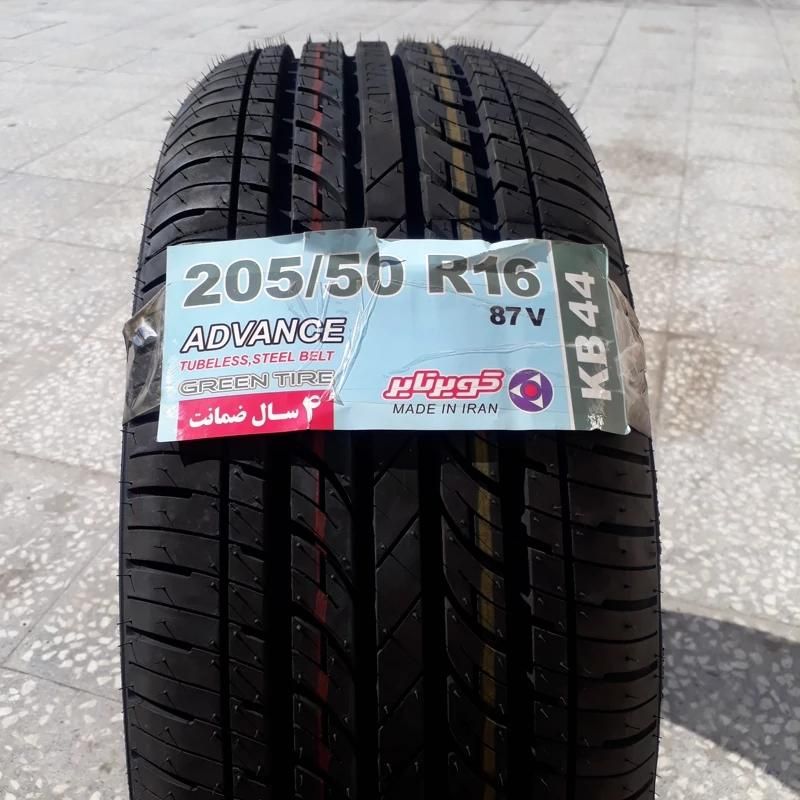 205/50 R16
87V
ADVANCE
TUBELESS,STEEL BELT
GREEN TIRE
۴ سال ضمانت
کویرتایر
MADE IN IRAN
KB 44